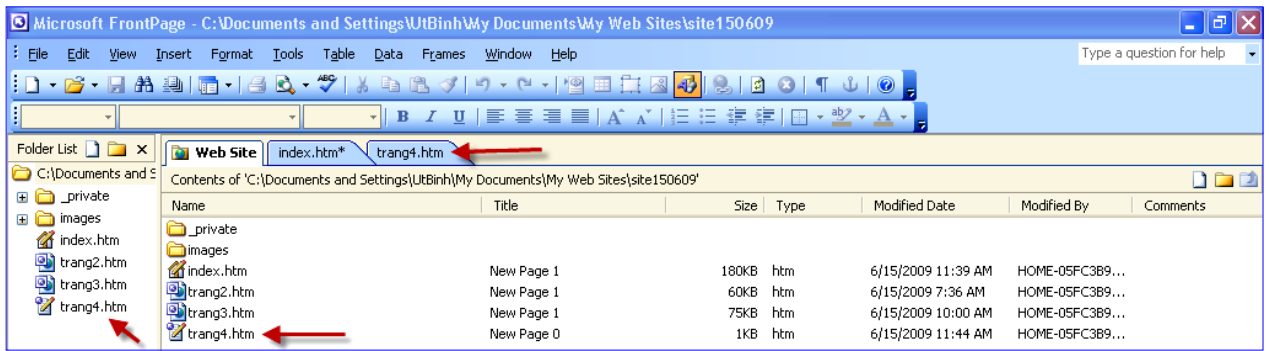 Microsoft FrontPage - C:\Documents and Settings\UtBinh\My Documents\My Web Sites\site150609
File Edit View Insert Format Tools Table Data Frames Window Help Type a question for help
ABC
B I U A A ab A
Folder List
Web Site index.htm* trang4.htm
C:\Documents and S
Contents of 'C:\Documents and Settings\UtBinh\My Documents\My Web Sites\site150609'
_private
images
index.htm
trang2.htm
trang3.htm
trang4.htm
Name Title Size Type Modified Date Modified By Comments
_private
images
index.htm New Page 1 180KB htm 6/15/2009 11:39 AM HOME-05FC3B9...
trang2.htm New Page 1 60KB htm 6/15/2009 7:36 AM HOME-05FC3B9...
trang3.htm New Page 1 75KB htm 6/15/2009 10:00 AM HOME-05FC3B9...
trang4.htm New Page 0 1KB htm 6/15/2009 11:44 AM HOME-05FC3B9...